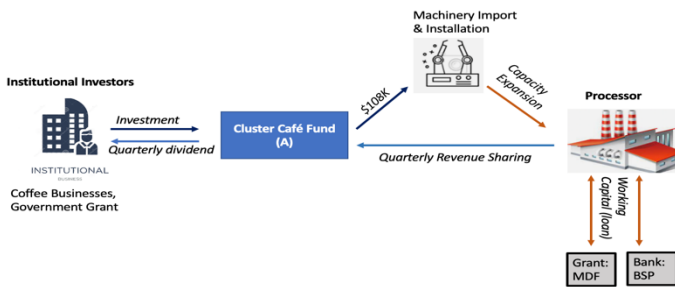 Machinery Import
& Installation
Institutional Investors
Investment
Quarterly dividend
INSTITUTIONAL
BUSINESS
Coffee Businesses,
Government Grant
Cluster Café Fund
(A)
$108K
Capacity
Expansion
Processor
Quarterly Revenue Sharing
Working
Capital (loan)
Grant:
MDF
Bank:
BSP